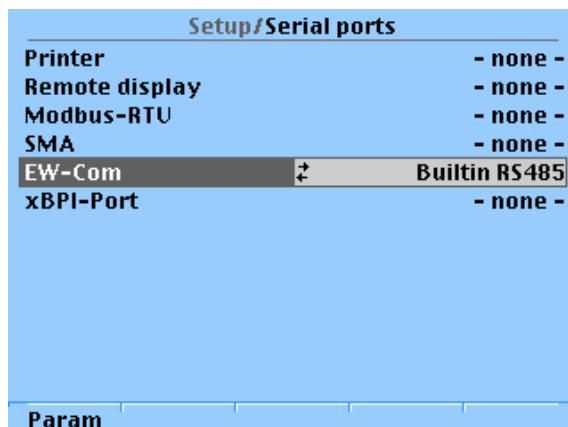 Setup/Serial ports
Printer - none -
Remote display - none -
Modbus-RTU - none -
SMA - none -
EW-Com Builtin RS485
xBPI-Port - none -
Param